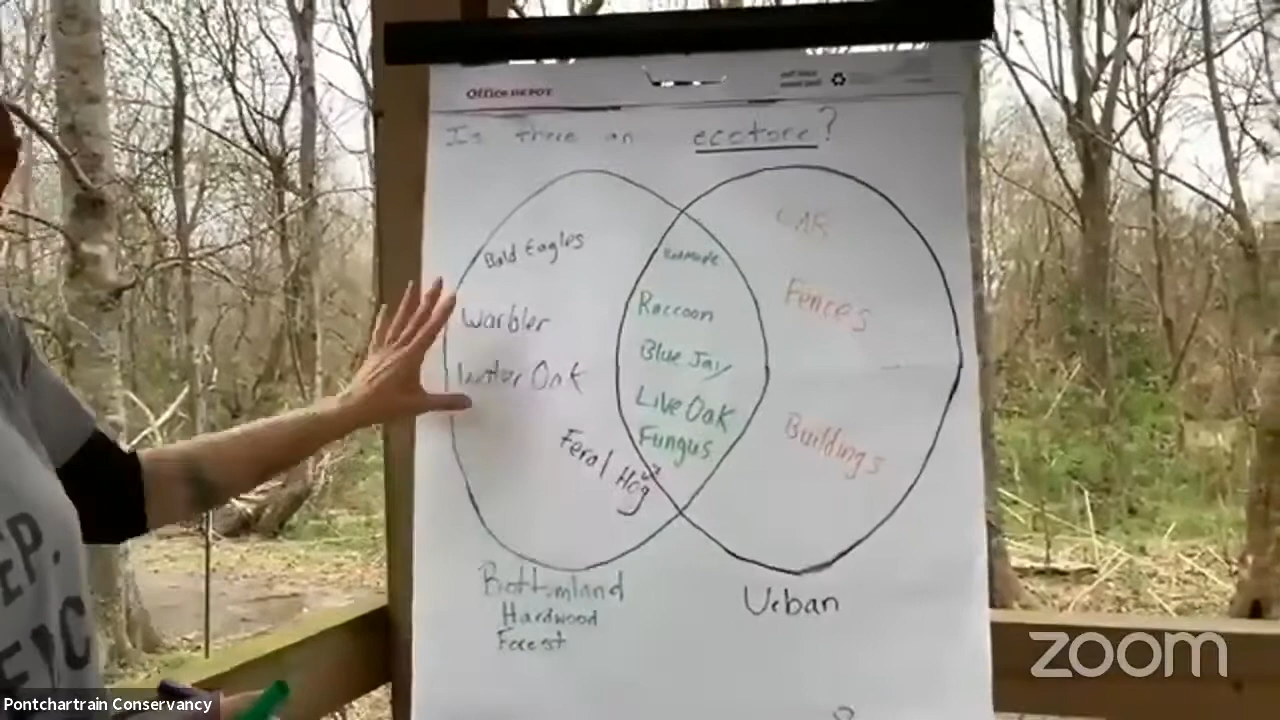 Office DEPOT
Is there an ecotone?
Bald Eagles
Warbler
Water Oak
Feral Hog
Raccoon
Blue Jay
Live Oak
Fungus
Fences
Buildings
Bottomland
Hardwood
Forest
Urban
EP.
zoom
Pontchartrain Conservancy